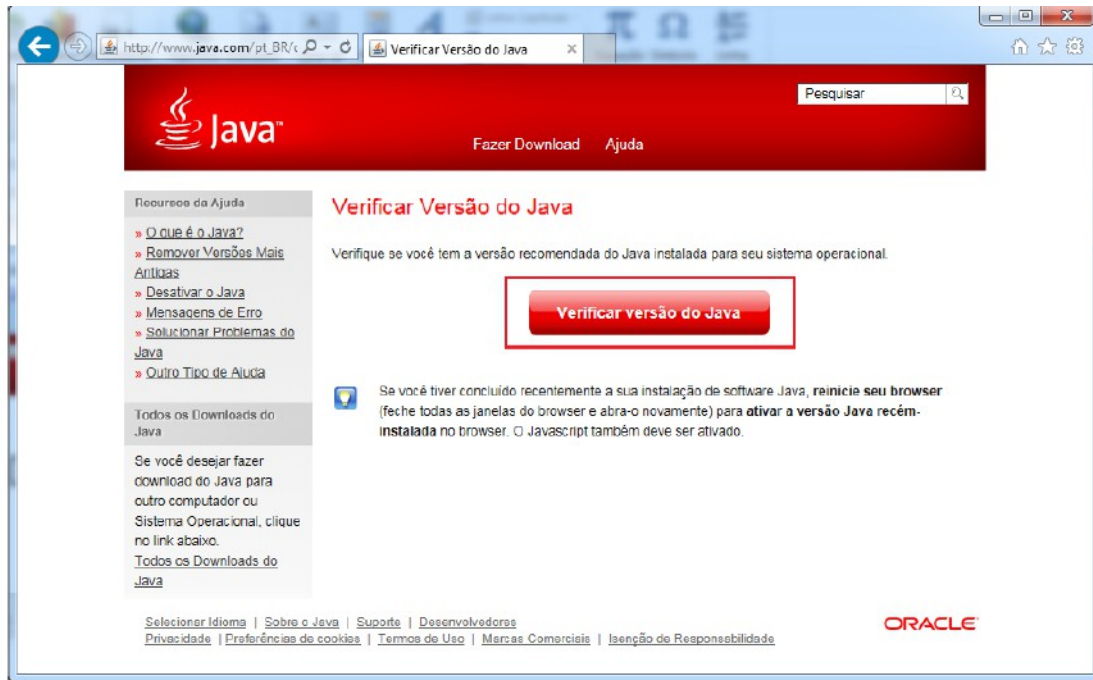 http://www.java.com/pt_BR/
Verificar Versão do Java
Pesquisar
Java™
Fazer Download Ajuda
Recursos da Ajuda
» O que é o Java?
» Remover Versões Mais
Antigas
» Desativar o Java
» Mensagens de Erro
» Solucionar Problemas do
Java
» Outro Tipo de Ajuda
Todos os Downloads do
Java
Se você desejar fazer
download do Java para
outro computador ou
Sistema Operacional, clique
no link abaixo.
Todos os Downloads do
Java
Verificar Versão do Java
Verifique se você tem a versão recomendada do Java instalada para seu sistema operacional.
Verificar versão do Java
Se você tiver concluído recentemente a sua instalação de software Java, reinicie seu browser
(feche todas as janelas do browser e abra-o novamente) para ativar a versão Java recém-
instalada no browser. O Javascript também deve ser ativado.
Selecionar Idioma | Sobre o Java | Suporte | Desenvolvedores
Privacidade | Preferências de cookies | Termos de Uso | Marcas Comerciais | Isenção de Responsabilidade
ORACLE